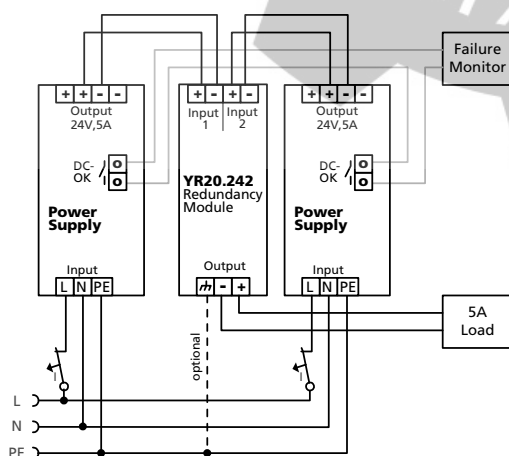 Failure
Monitor
+ + - -
Output
24V,5A
DC-
OK
Power
Supply
Input
L N PE
+ - + -
Input Input
1 2
YR20.242
Redundancy
Module
Output
- +
optional
+ + - -
Output
24V,5A
DC-
OK
Power
Supply
Input
L N PE
5A
Load
I
I
L
N
PE